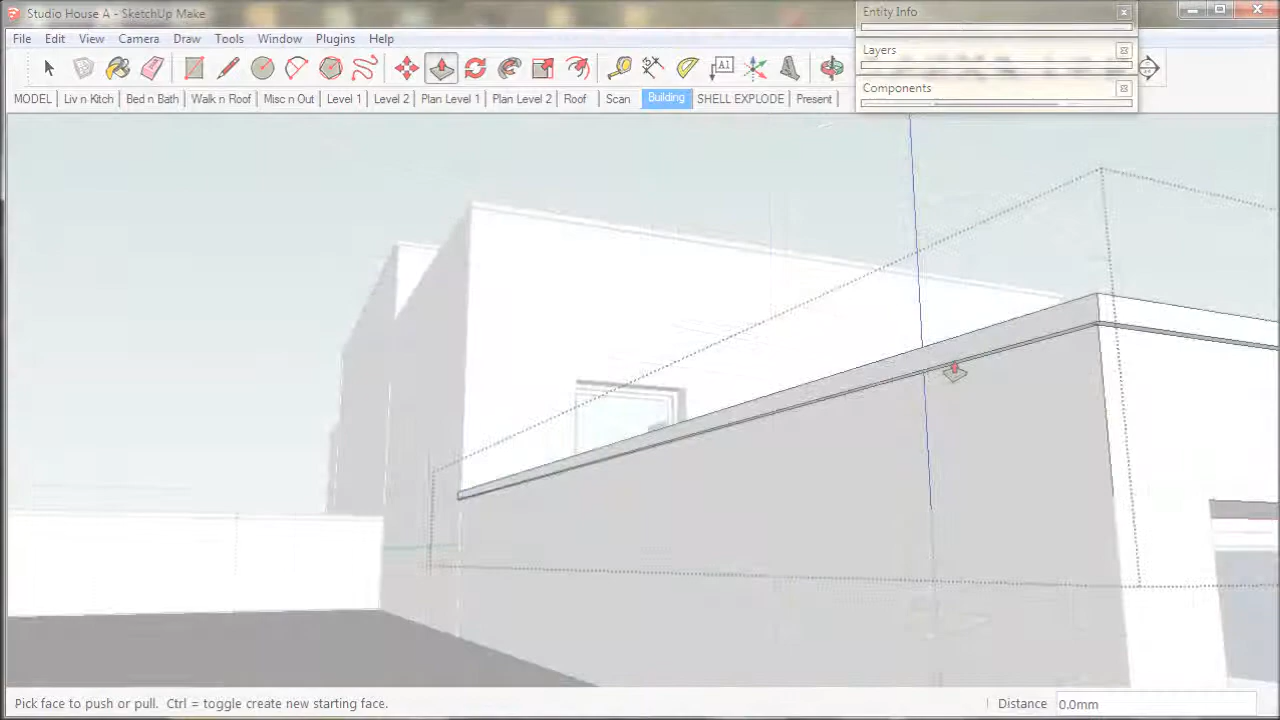 Studio House A - SketchUp Make
Entity Info
File Edit View Camera Draw Tools Window Plugins Help
Layers
A1
Components
MODEL Liv n Kitch Bed n Bath Walk n Roof Misc n Out Level 1 Level 2 Plan Level 1 Plan Level 2 Roof Scan Building SHELL EXPLODE Present
Pick face to push or pull. Ctrl = toggle create new starting face.
Distance 0.0mm